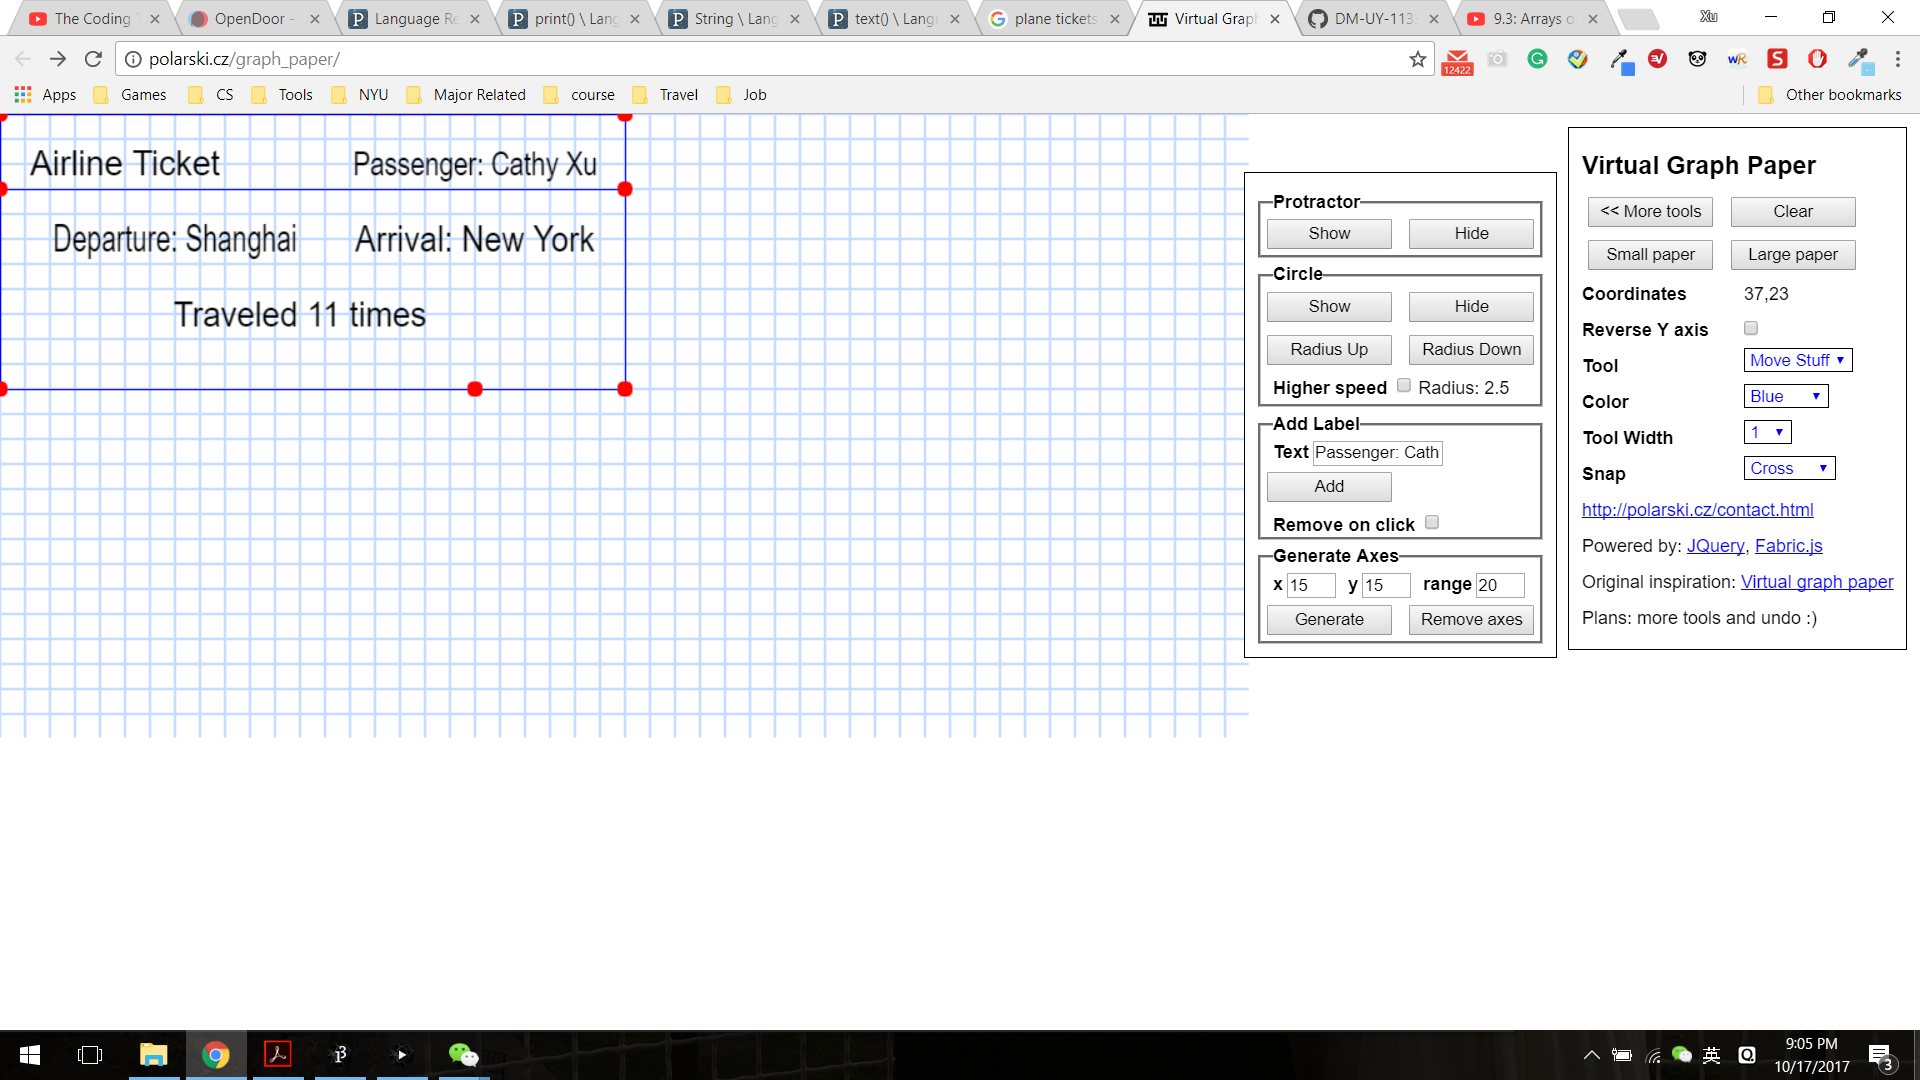 The Coding
OpenDoor -
Language Re
print() \ Lang
String \ Lang
text() \ Langu
plane tickets
Virtual Grap
DM-UY-113
9.3: Arrays o
Xu
polarski.cz/graph_paper/
12422
Apps
Games
CS
Tools
NYU
Major Related
course
Travel
Job
Other bookmarks
Airline Ticket
Passenger: Cathy Xu
Departure: Shanghai
Arrival: New York
Traveled 11 times
Protractor
Show
Hide
Circle
Show
Hide
Radius Up
Radius Down
Higher speed Radius: 2.5
Add Label
Text Passenger: Cath
Add
Remove on click
Generate Axes
x 15 y 15 range 20
Generate
Remove axes
Virtual Graph Paper
<< More tools
Clear
Small paper
Large paper
Coordinates 37,23
Reverse Y axis
Tool Move Stuff
Color Blue
Tool Width 1
Snap Cross
http://polarski.cz/contact.html
Powered by: JQuery, Fabric.js
Original inspiration: Virtual graph paper
Plans: more tools and undo :)
英
9:05 PM
10/17/2017
3